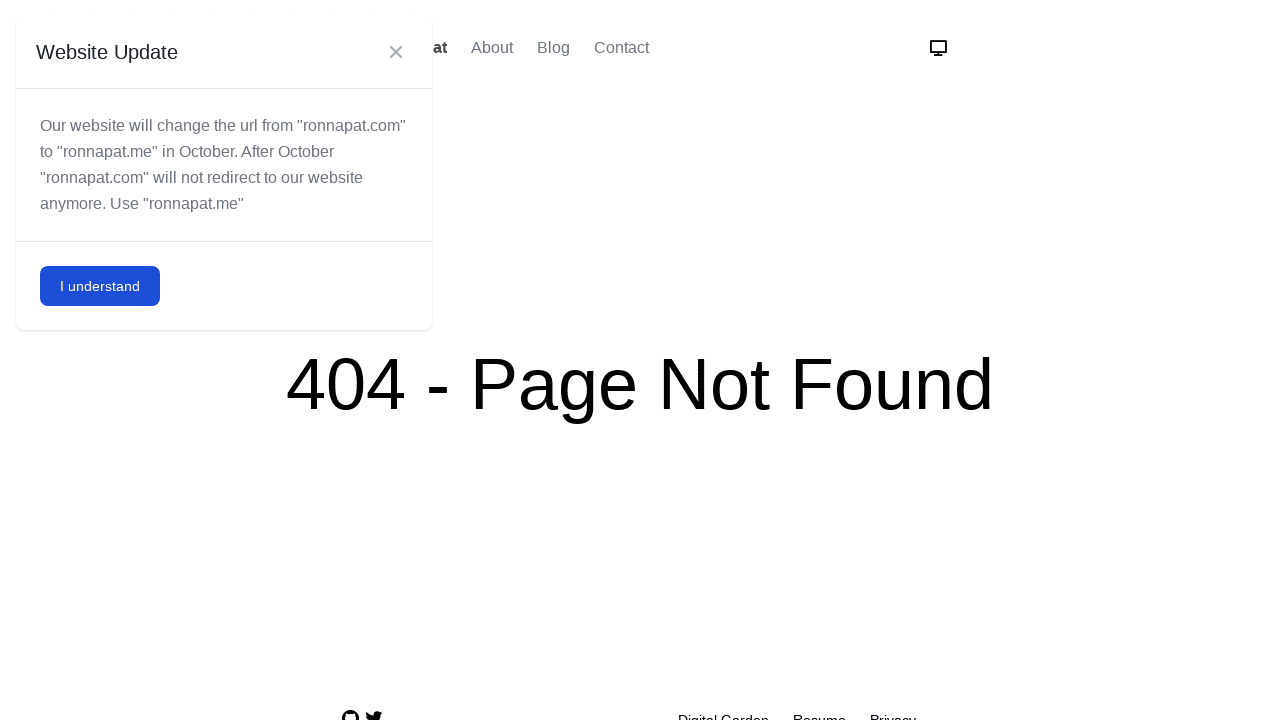 Website Update
at About Blog Contact
Our website will change the url from "ronnapat.com"
to "ronnapat.me" in October. After October
"ronnapat.com" will not redirect to our website
anymore. Use "ronnapat.me"
I understand
404 - Page Not Found
Digital Garden Resume Privacy